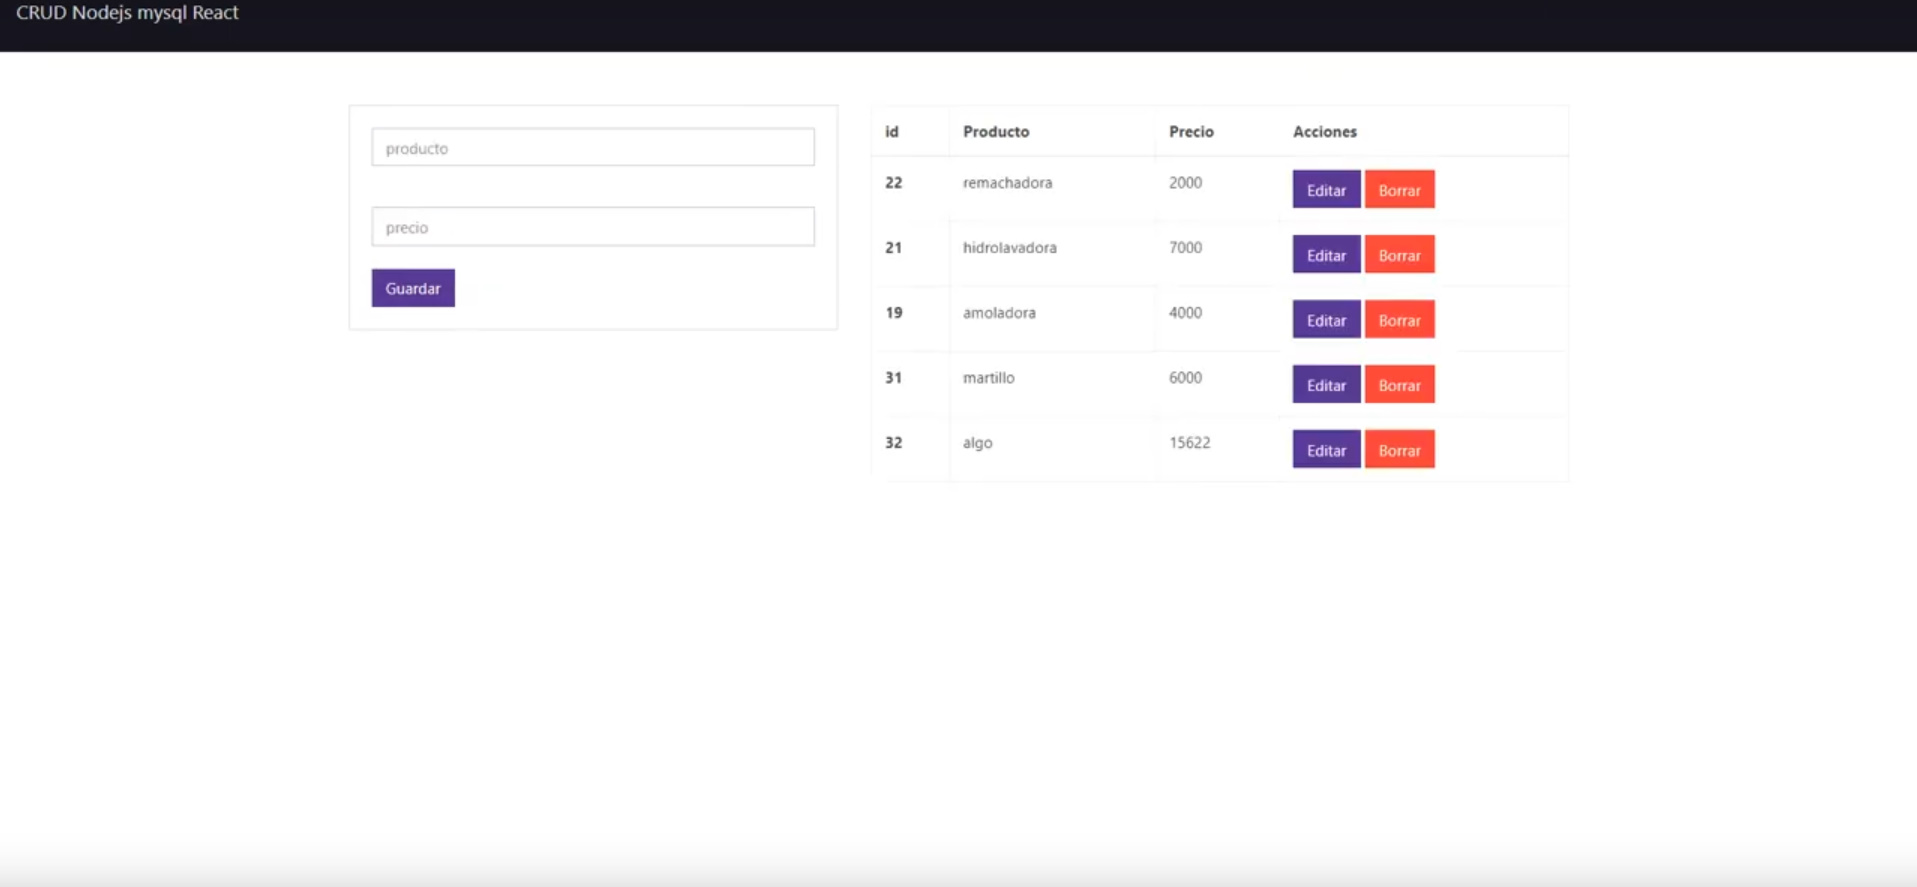 CRUD Nodejs mysql React
producto
precio
Guardar
id Producto Precio Acciones
22 remachadora 2000 Editar Borrar
21 hidrolavadora 7000 Editar Borrar
19 amoladora 4000 Editar Borrar
31 martillo 6000 Editar Borrar
32 algo 15622 Editar Borrar